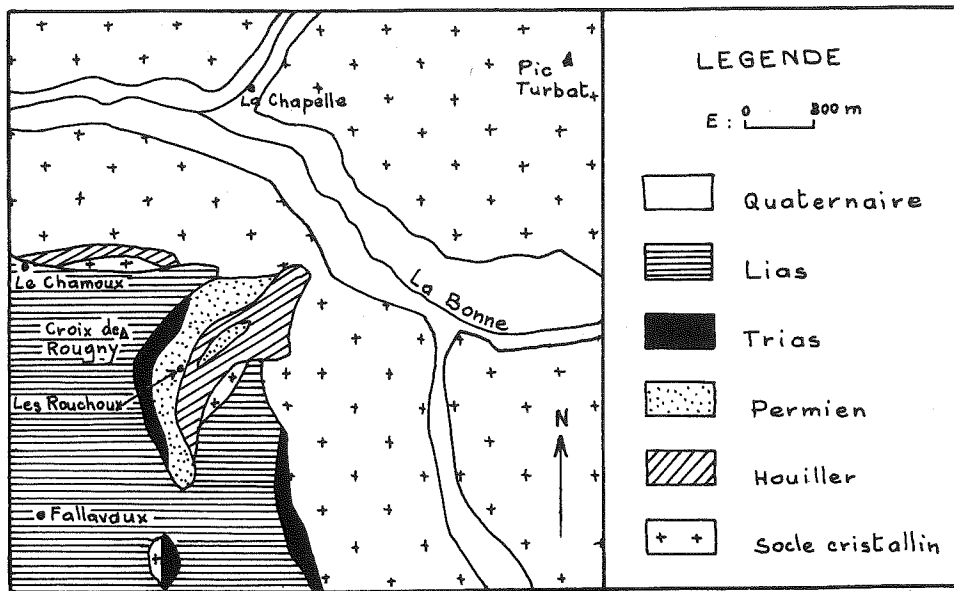 Pic
Turbat
La Chapelle
Le Chamoux
La Bonne
Croix de
Rougny
Les Rouchoux
N
Fallavoux
LEGENDE
E : 0 800 m
Quaternaire
Lias
Trias
Permien
Houiller
Socle cristallin